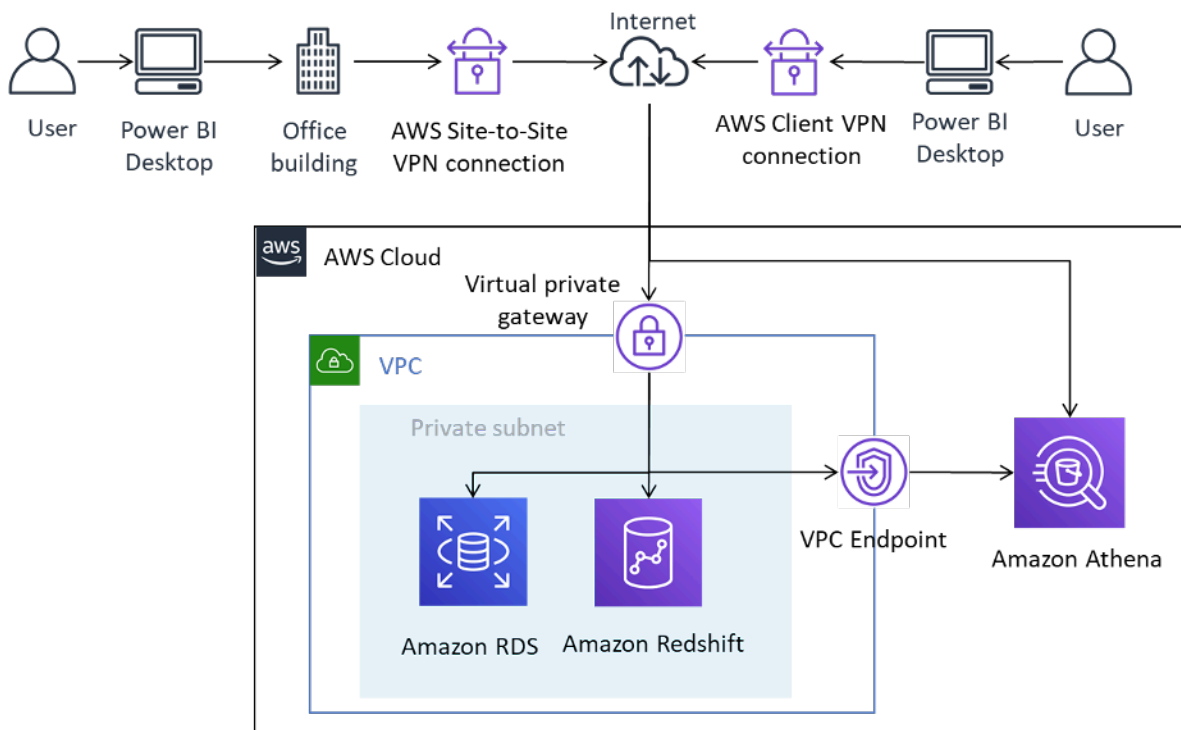 Internet
User
Power BI
Desktop
Office
building
AWS Site-to-Site
VPN connection
AWS Client VPN
connection
Power BI
Desktop
User
aws
AWS Cloud
Virtual private
gateway
VPC
Private subnet
VPC Endpoint
Amazon Athena
Amazon RDS
Amazon Redshift